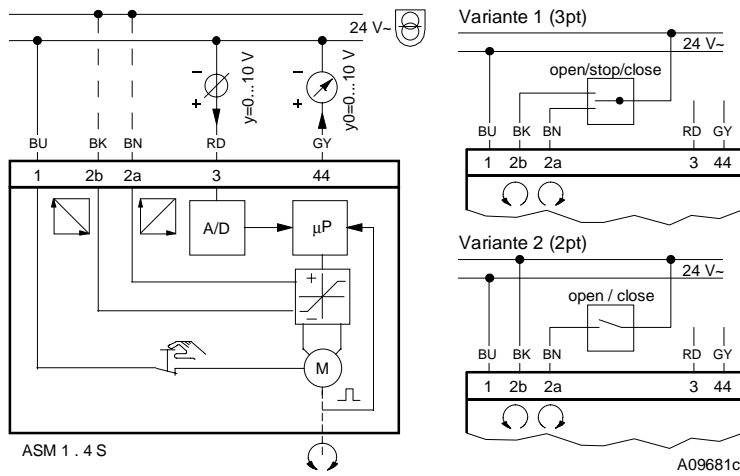 24 V~
− −
+ +
y=0...10 V
y0=0...10 V
BU BK BN RD GY
1 2b 2a 3 44
A/D µP
+
−
M
ASM 1 . 4 S
Variante 1 (3pt)
24 V~
open/stop/close
BU BK BN RD GY
1 2b 2a 3 44
Variante 2 (2pt)
24 V~
open / close
BU BK BN RD GY
1 2b 2a 3 44
A09681c